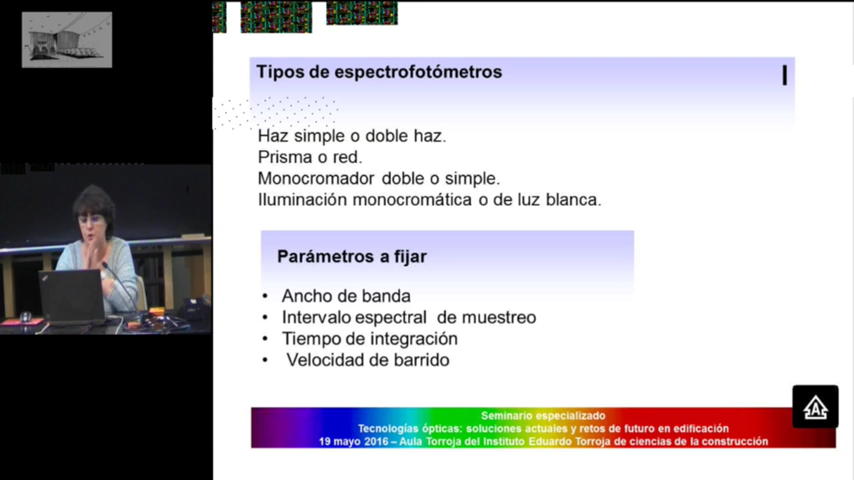 Tipos de espectrofotómetros
Haz simple o doble haz.
Prisma o red.
Monocromador doble o simple.
Iluminación monocromática o de luz blanca.
Parámetros a fijar
• Ancho de banda
• Intervalo espectral de muestreo
• Tiempo de integración
• Velocidad de barrido
Seminario especializado
Tecnologías ópticas: soluciones actuales y retos de futuro en edificación
19 mayo 2016 – Aula Torroja del Instituto Eduardo Torroja de ciencias de la construcción